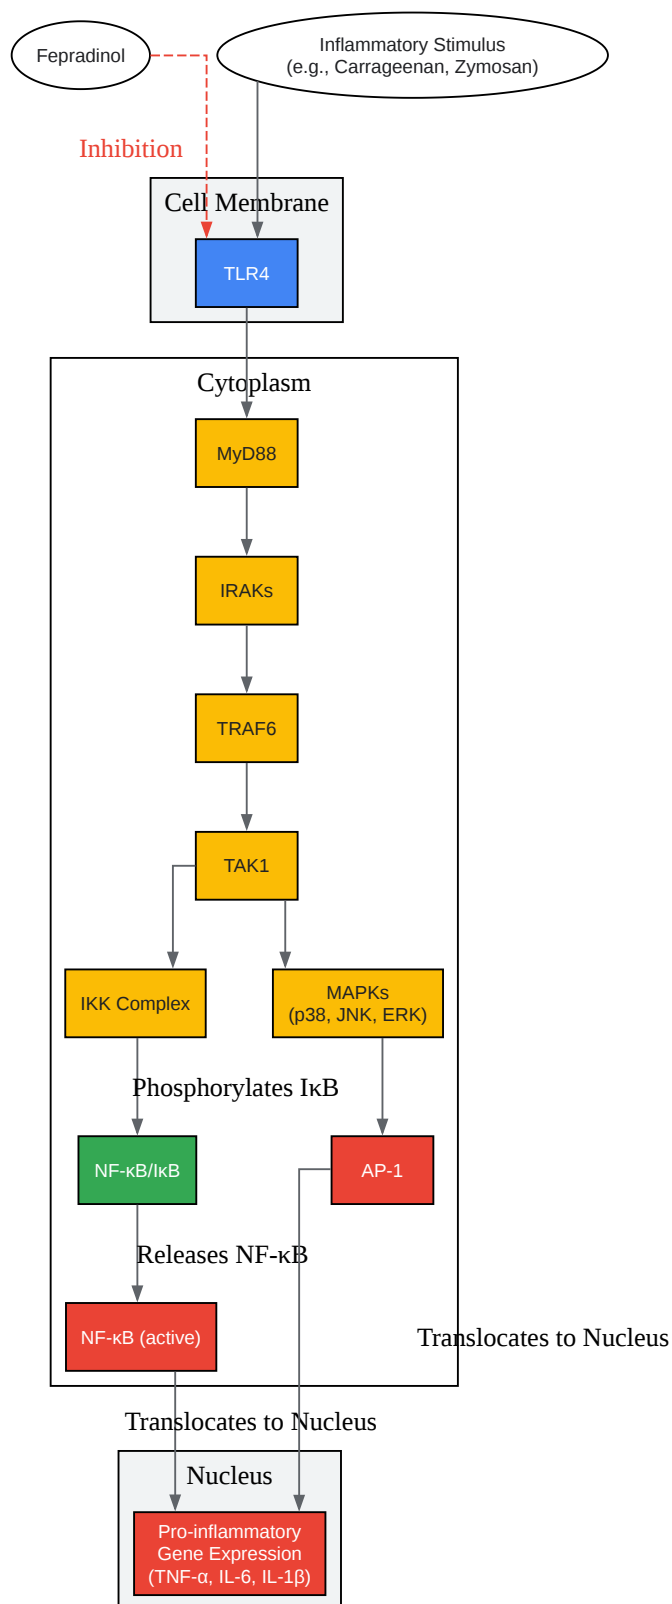 Fepradinol
Inflammatory Stimulus
(e.g., Carrageenan, Zymosan)
Inhibition
Cell Membrane
TLR4
Cytoplasm
MyD88
IRAKs
TRAF6
TAK1
IKK Complex
MAPKs
(p38, JNK, ERK)
Phosphorylates IκB
NF-κB/IκB
AP-1
Releases NF-κB
NF-κB (active)
Translocates to Nucleus
Translocates to Nucleus
Nucleus
Pro-inflammatory
Gene Expression
(TNF-α, IL-6, IL-1β)